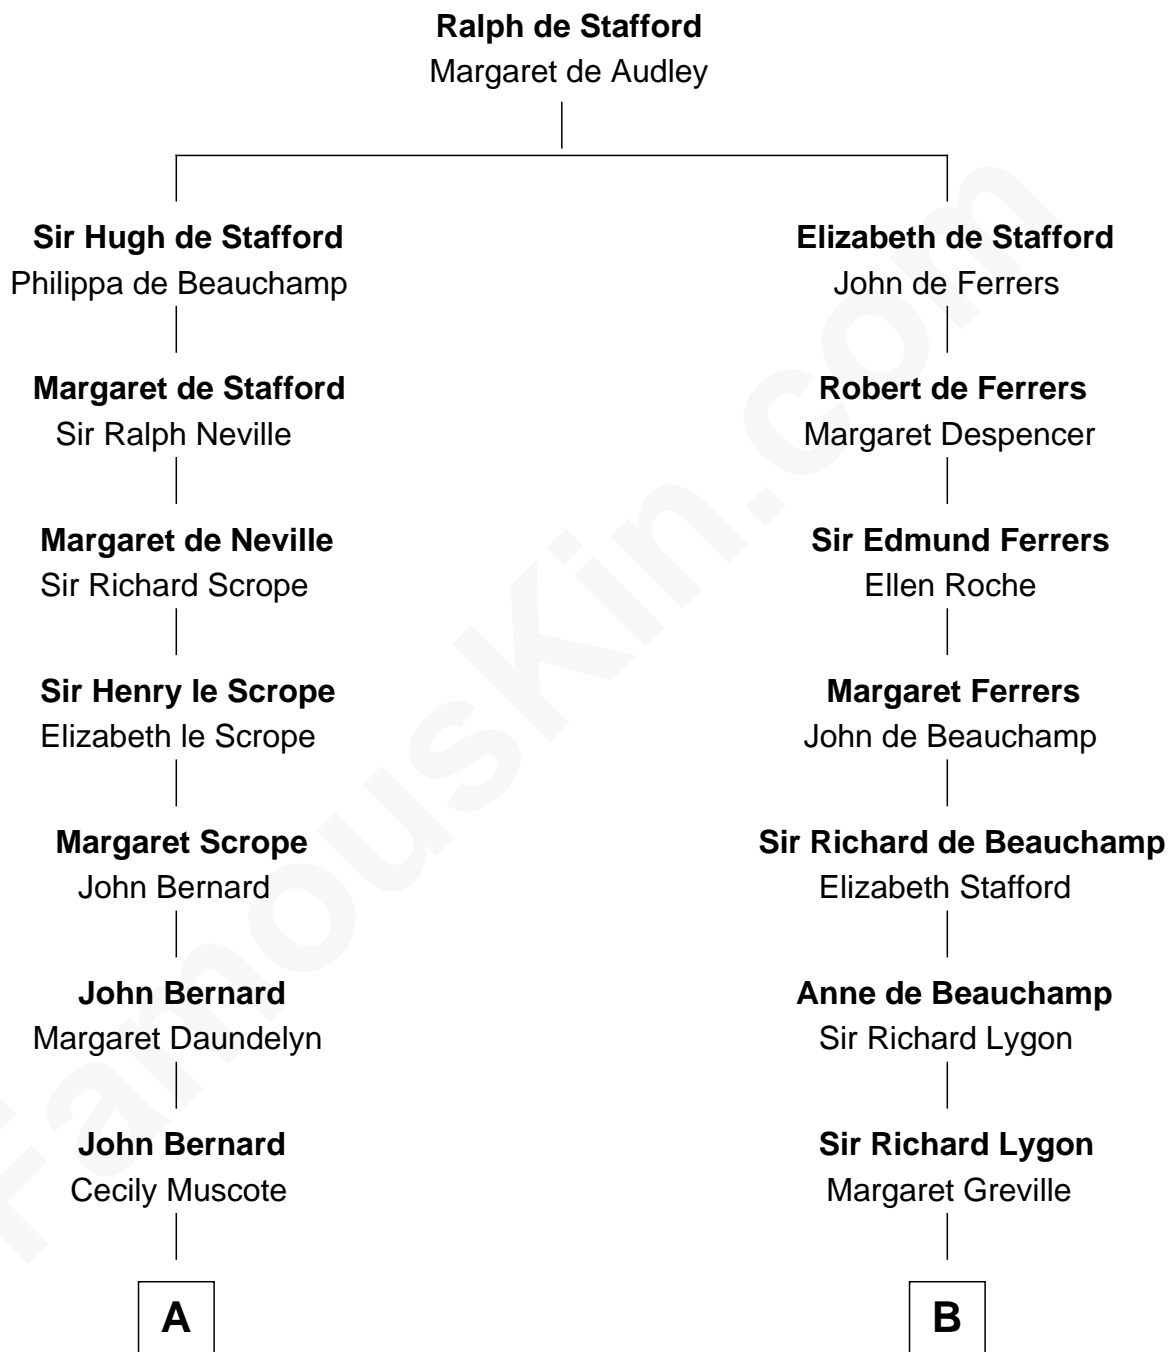 Ralph de Stafford
Margaret de Audley
Sir Hugh de Stafford
Philippa de Beauchamp
Margaret de Stafford
Sir Ralph Neville
Margaret de Neville
Sir Richard Scrope
Sir Henry le Scrope
Elizabeth le Scrope
Margaret Scrope
John Bernard
John Bernard
Margaret Daundelyn
John Bernard
Cecily Muscote
A
Elizabeth de Stafford
John de Ferrers
Robert de Ferrers
Margaret Despencer
Sir Edmund Ferrers
Ellen Roche
Margaret Ferrers
John de Beauchamp
Sir Richard de Beauchamp
Elizabeth Stafford
Anne de Beauchamp
Sir Richard Lygon
Sir Richard Lygon
Margaret Greville
B
FamousKin.com